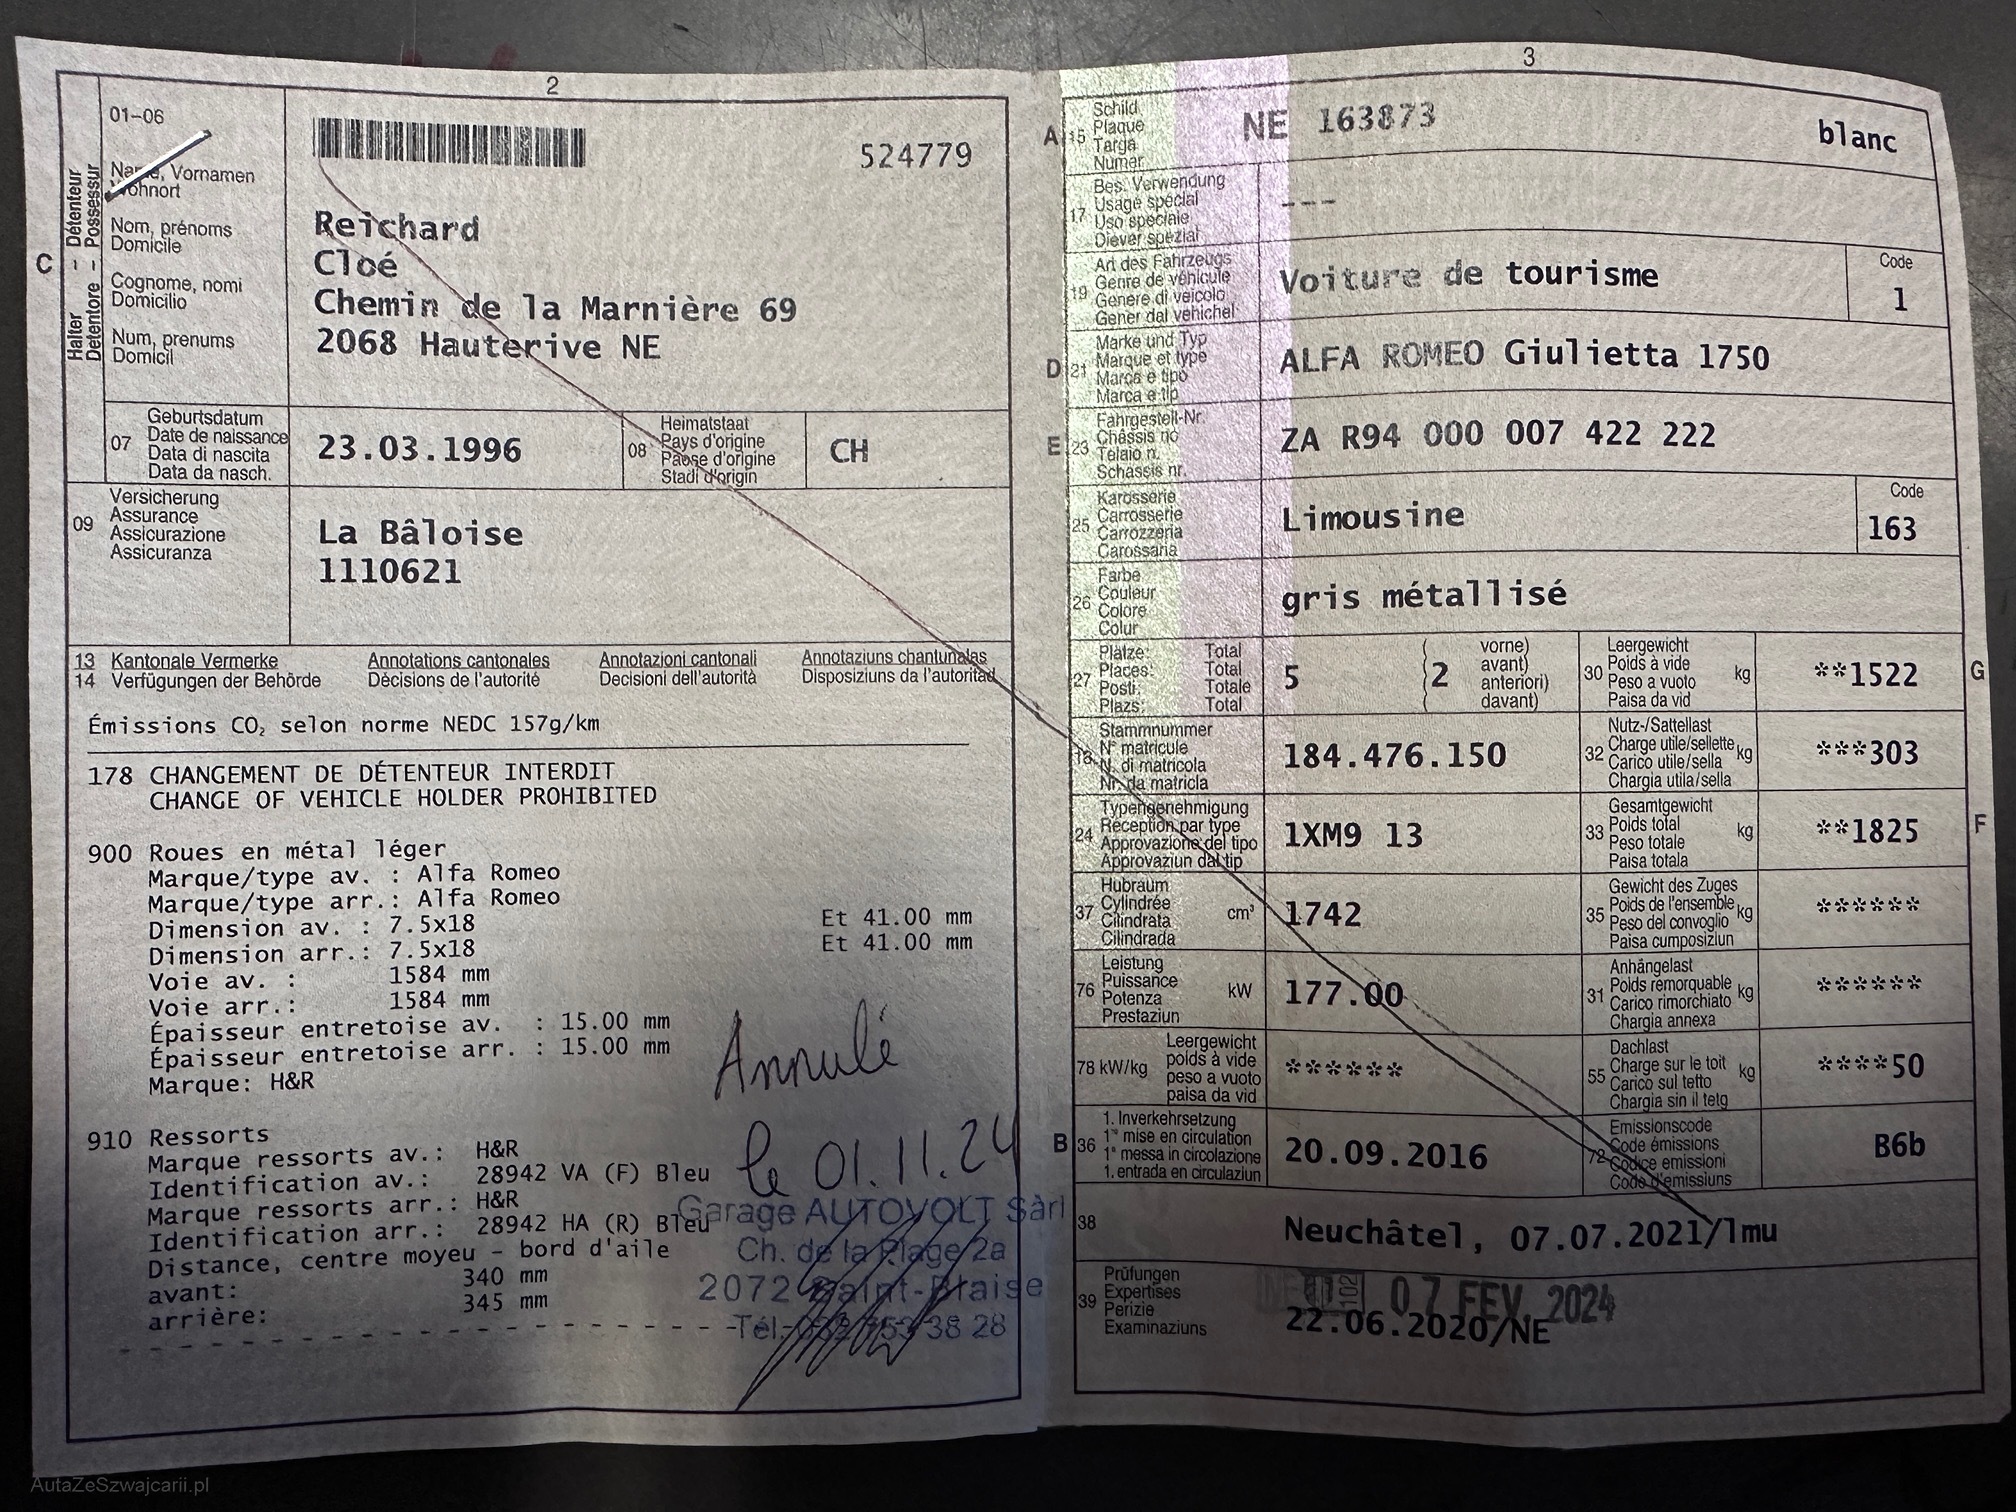 2
01-06
Name, Vornamen
Wohnort
Nom, prénoms
Domicile
Cognome, nomi
Domicilio
Num, prenums
Domicil
C
Halter - Détenteur
Detentore - Possessur
524779
Reichard
Cloé
Chemin de la Marnière 69
2068 Hauterive NE
07
Geburtsdatum
Date de naissance
Data di nascita
Data da nasch.
23.03.1996
08
Heimatstaat
Pays d'origine
Paese d'origine
Stadi d'origin
CH
09
Versicherung
Assurance
Assicurazione
Assicuranza
La Bâloise
1110621
13 Kantonale Vermerke Annotations cantonales Annotazioni cantonali Annotaziuns chantunalas
14 Verfügungen der Behörde Décisions de l'autorité Decisioni dell'autorità Disposiziuns da l'autoritad
Émissions CO₂ selon norme NEDC 157g/km
178 CHANGEMENT DE DÉTENTEUR INTERDIT
CHANGE OF VEHICLE HOLDER PROHIBITED
900 Roues en métal léger
Marque/type av. : Alfa Romeo
Marque/type arr.: Alfa Romeo
Dimension av. : 7.5x18 Et 41.00 mm
Dimension arr.: 7.5x18 Et 41.00 mm
Voie av. : 1584 mm
Voie arr.: 1584 mm
Épaisseur entretoise av. : 15.00 mm
Épaisseur entretoise arr. : 15.00 mm
Marque: H&R
910 Ressorts
Marque ressorts av.: H&R
Identification av.: 28942 VA (F) Bleu
Marque ressorts arr.: H&R
Identification arr.: 28942 HA (R) Bleu
Distance, centre moyeu - bord d'aile
avant: 340 mm
arrière: 345 mm
Annulé
le 01.11.24
Garage AUTOVOLT Sàrl
Ch. de la Plage 2a
2072 Saint-Blaise
Tél. 032 753 38 28
3
A
15
Schild
Plaque
Targa
Numer
NE 163873
blanc
17
Bes. Verwendung
Usage spécial
Uso speciale
Diever spezial
---
19
Art des Fahrzeugs
Genre de véhicule
Genere di veicolo
Gener dal vehichel
Voiture de tourisme
Code
1
D
21
Marke und Typ
Marque et type
Marca e tipo
Marca e tip
ALFA ROMEO Giulietta 1750
E
23
Fahrgestell-Nr.
Châssis no
Telaio n.
Schassis nr.
ZA R94 000 007 422 222
25
Karosserie
Carrosserie
Carrozzeria
Carossaria
Limousine
Code
163
26
Farbe
Couleur
Colore
Colur
gris métallisé
27
Plätze: Total
Places: Total
Posti: Totale
Plazs: Total
5
2
vorne)
avant)
anteriori)
davant)
30
Leergewicht
Poids à vide
Peso a vuoto
Paisa da vid
kg
**1522
G
18
Stammnummer
N° matricule
N. di matricola
Nr. da matricla
184.476.150
32
Nutz-/Sattellast
Charge utile/sellette
Carico utile/sella
Chargia utila/sella
kg
***303
24
Typengenehmigung
Réception par type
Approvazione del tipo
Approvaziun dal tip
1XM9 13
33
Gesamtgewicht
Poids total
Peso totale
Paisa totala
kg
**1825
F
37
Hubraum
Cylindrée
Cilindrata
Cilindrada
cm³
1742
35
Gewicht des Zuges
Poids de l'ensemble
Peso del convoglio
Paisa cumposiziun
kg
******
76
Leistung
Puissance
Potenza
Prestaziun
kW
177.00
31
Anhängelast
Poids remorquable
Carico rimorchiato
Chargia annexa
kg
******
78 kW/kg
Leergewicht
poids à vide
peso a vuoto
paisa da vid
******
55
Dachlast
Charge sur le toit
Carico sul tetto
Chargia sin il tetg
kg
****50
B
36
1. Inverkehrsetzung
1re mise en circulation
1a messa in circolazione
1. entrada en circulaziun
20.09.2016
72
Emissionscode
Code émissions
Codice emissioni
Code d'emissiuns
B6b
38
Neuchâtel, 07.07.2021/lmu
39
Prüfungen
Expertises
Perizie
Examinaziuns
07 FEV. 2024
22.06.2020/NE
AutaZeSzwajcarii.pl